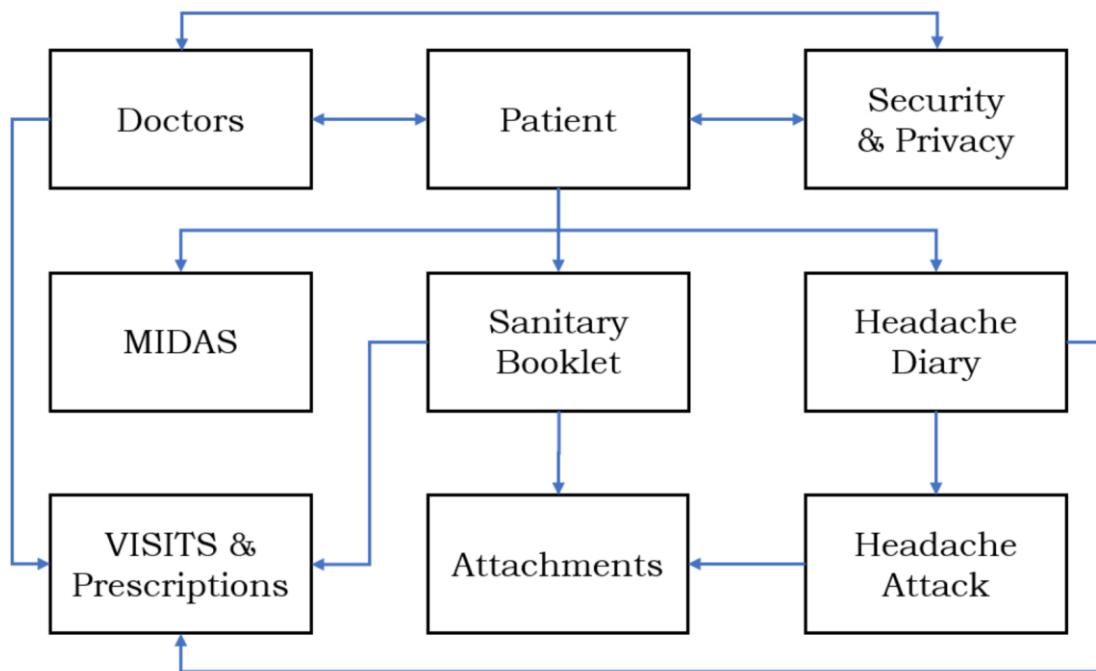 Doctors
Patient
Security
& Privacy
MIDAS
Sanitary
Booklet
Headache
Diary
VISITS &
Prescriptions
Attachments
Headache
Attack